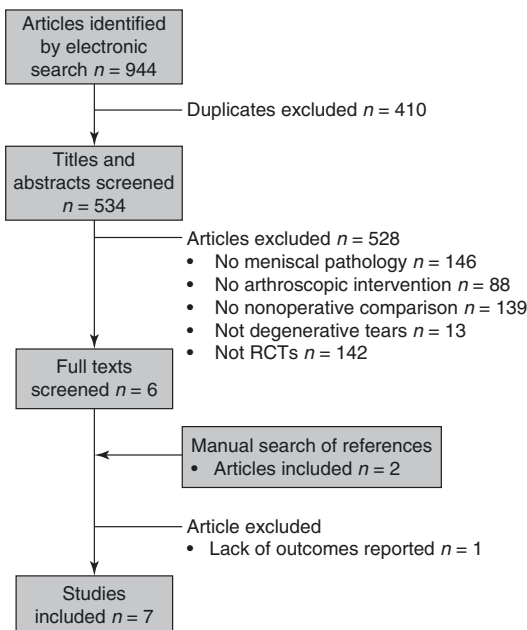 Articles identified
by electronic
search n = 944
Duplicates excluded n = 410
Titles and
abstracts screened
n = 534
Articles excluded n = 528
• No meniscal pathology n = 146
• No arthroscopic intervention n = 88
• No nonoperative comparison n = 139
• Not degenerative tears n = 13
• Not RCTs n = 142
Full texts
screened n = 6
Manual search of references
• Articles included n = 2
Article excluded
• Lack of outcomes reported n = 1
Studies
included n = 7